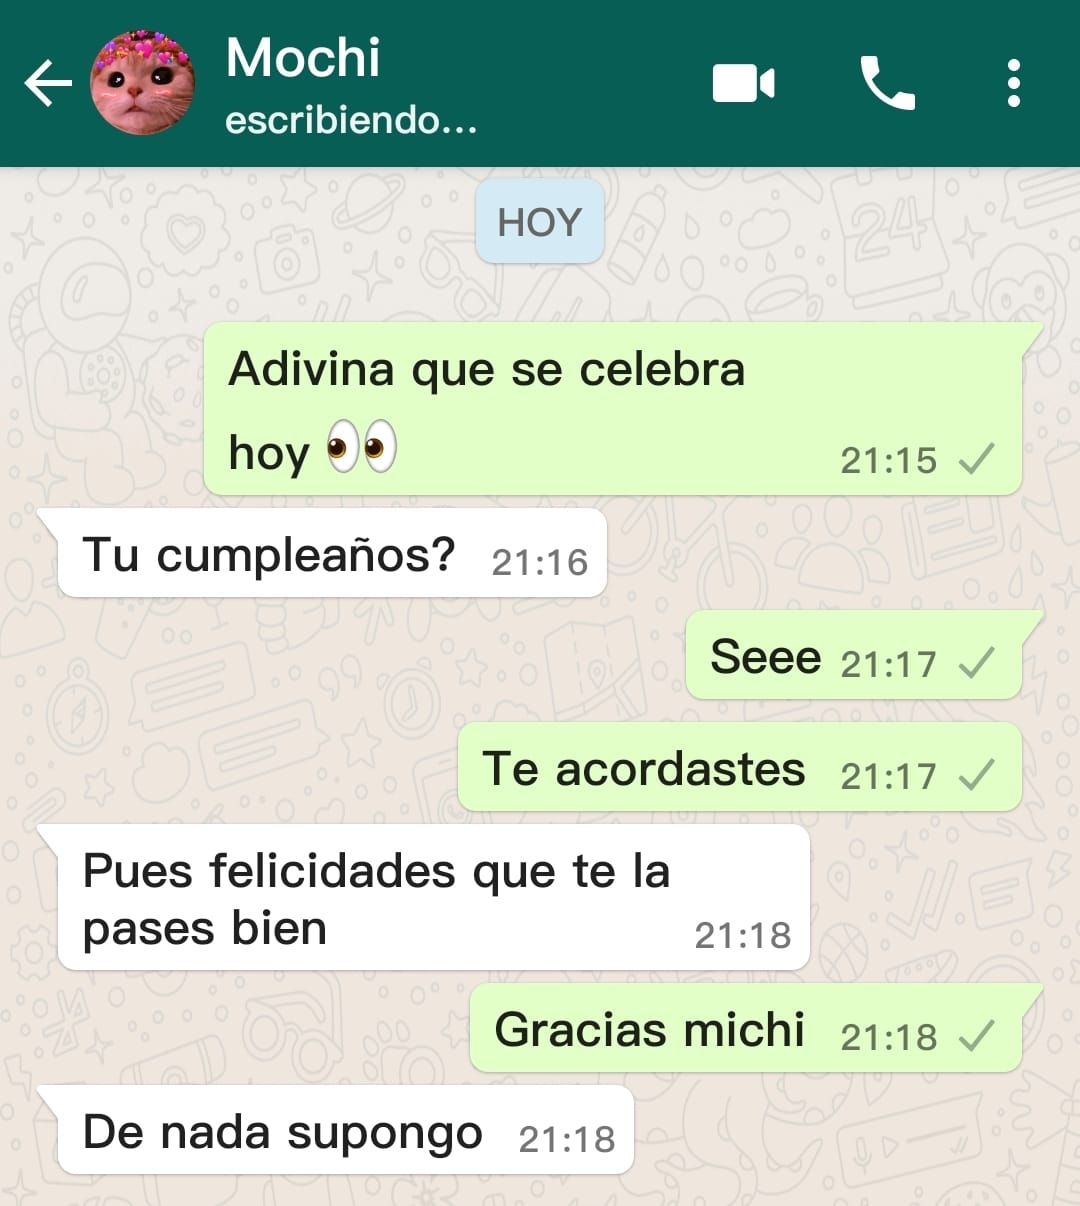 Mochi
escribiendo...
HOY
Adivina que se celebra
hoy 👀 21:15
Tu cumpleaños? 21:16
Seee 21:17
Te acordastes 21:17
Pues felicidades que te la
pases bien 21:18
Gracias michi 21:18
De nada supongo 21:18